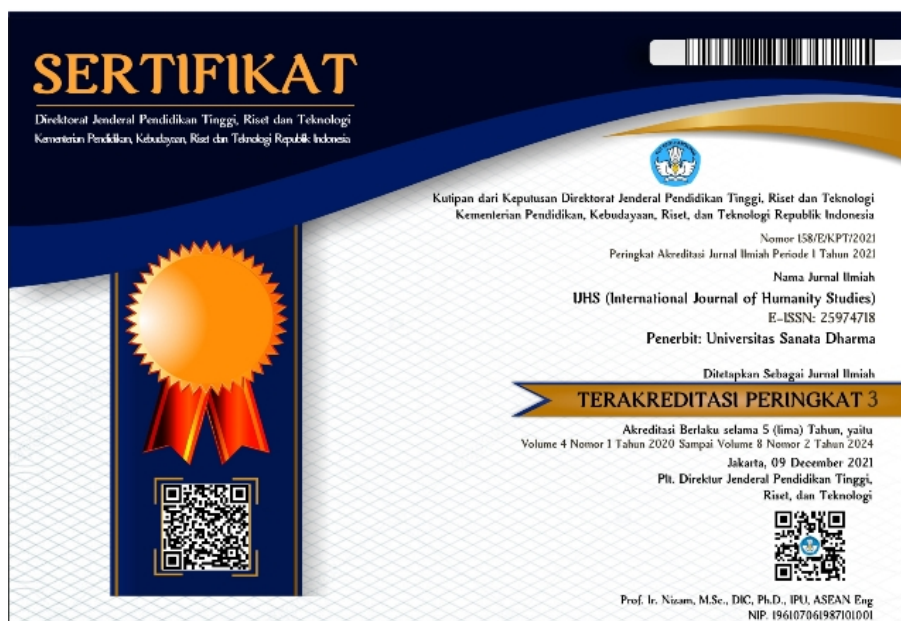 SERTIFIKAT
Direktorat Jenderal Pendidikan Tinggi, Riset dan Teknologi
Kementerian Pendidikan, Kebudayaan, Riset dan Teknologi Republik Indonesia
Kutipan dari Keputusan Direktorat Jenderal Pendidikan Tinggi, Riset dan Teknologi
Kementerian Pendidikan, Kebudayaan, Riset, dan Teknologi Republik Indonesia
Nomor 158/E/KPT/2021
Peringkat Akreditasi Jurnal Ilmiah Periode 1 Tahun 2021
Nama Jurnal Ilmiah
IJHS (International Journal of Humanity Studies)
E-ISSN: 25974718
Penerbit: Universitas Sanata Dharma
Ditetapkan Sebagai Jurnal Ilmiah
TERAKREDITASI PERINGKAT 3
Akreditasi Berlaku selama 5 (lima) Tahun, yaitu
Volume 4 Nomor 1 Tahun 2020 Sampai Volume 8 Nomor 2 Tahun 2024
Jakarta, 09 December 2021
Plt. Direktur Jenderal Pendidikan Tinggi,
Riset, dan Teknologi
Prof. Ir. Nizam, M.Sc., DIC, Ph.D., IPU, ASEAN Eng
NIP. 196107061987101001